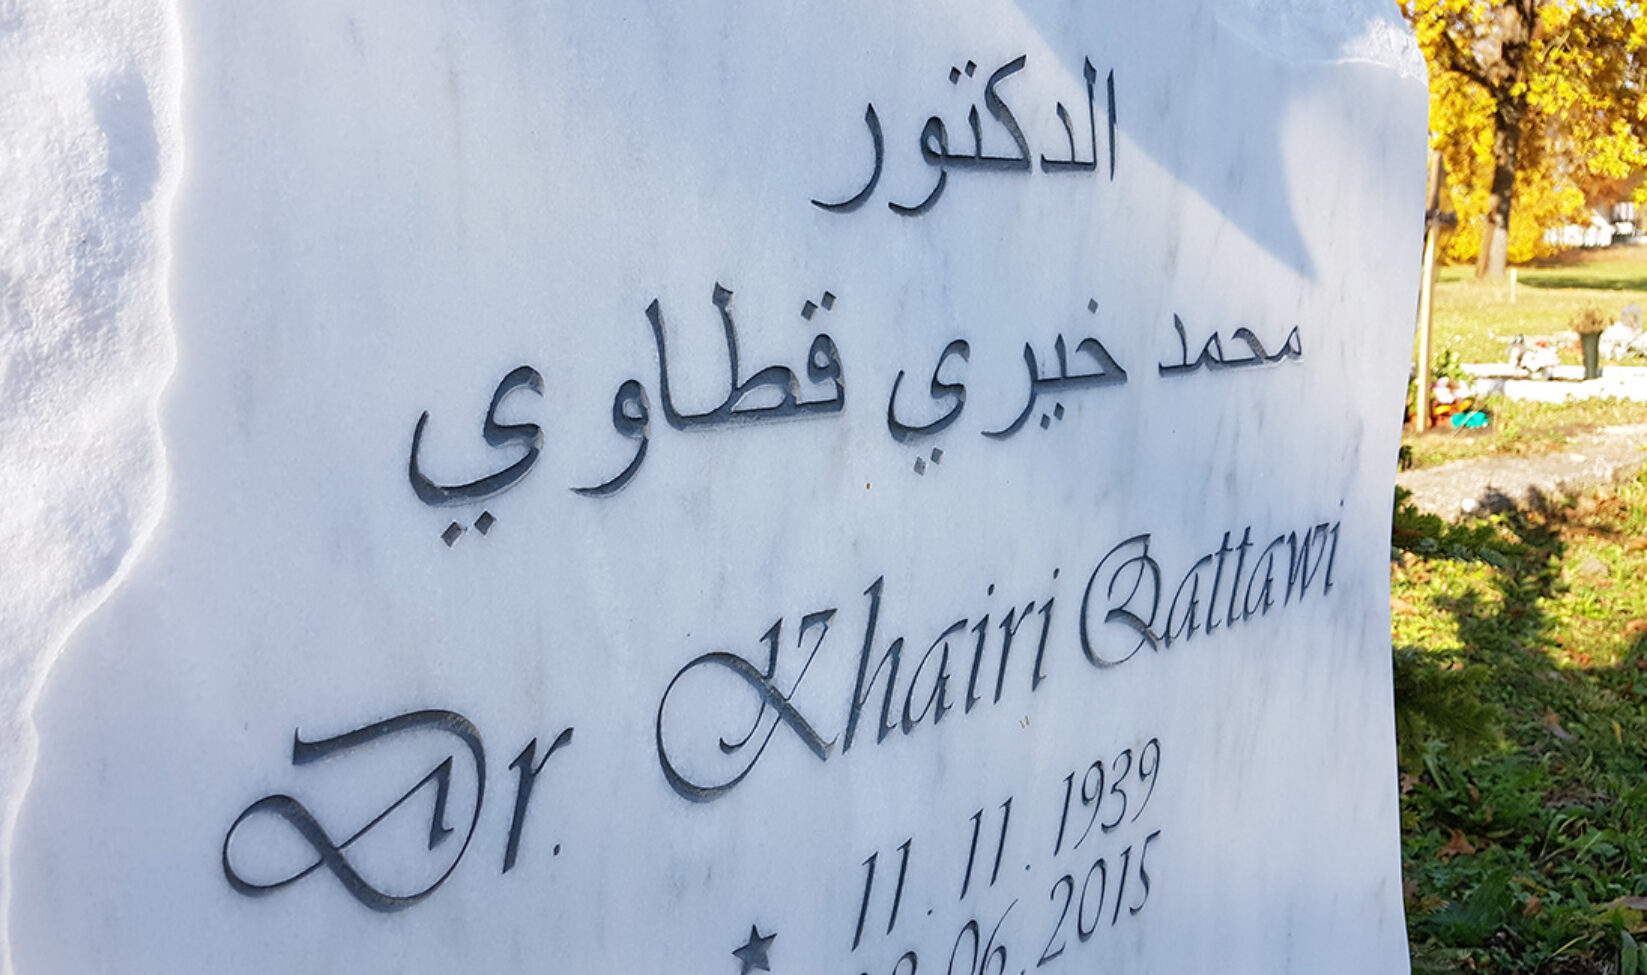 الدكتور
محمد خيري قطاوي
Dr. Khairi Qattawi
11. 11. 1939
06. 2015